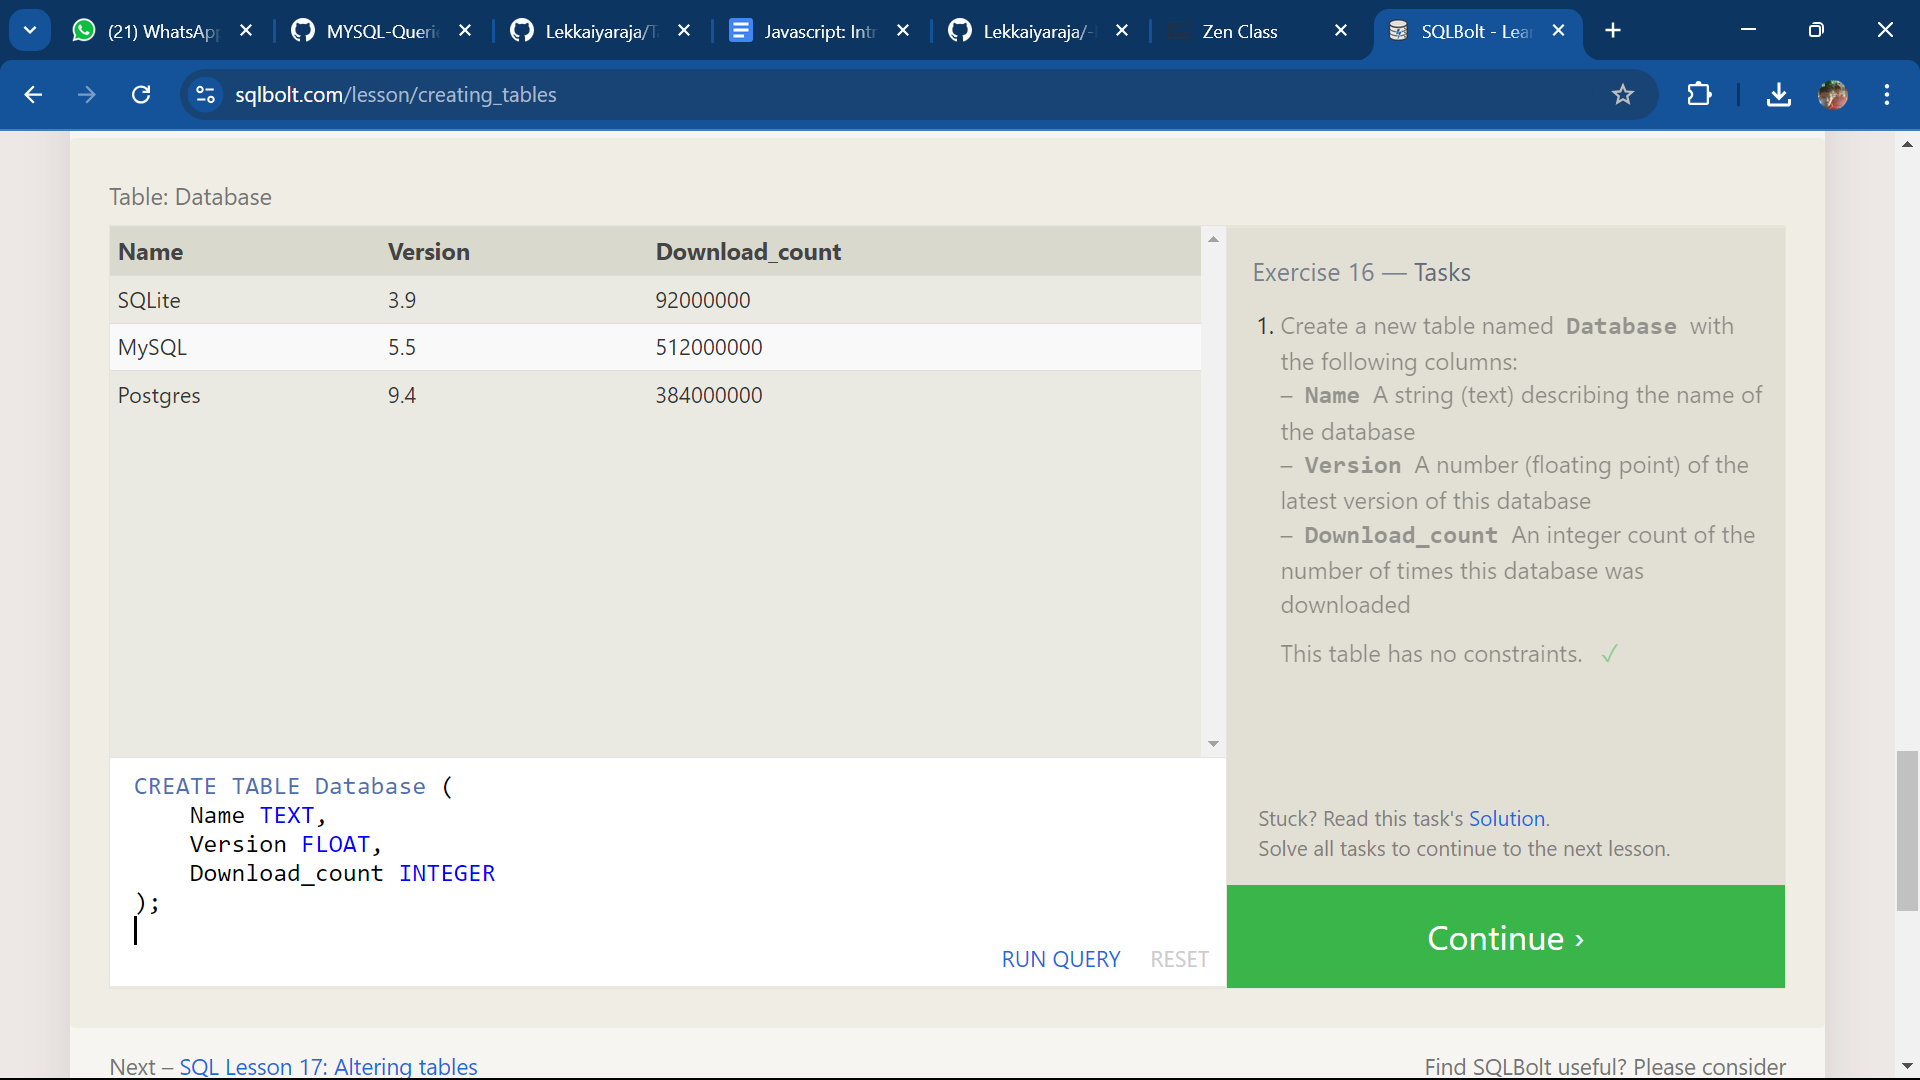 (21) WhatsApp
MYSQL-Queri
Lekkaiyaraja/T
Javascript: Intr
Lekkaiyaraja/-
Zen Class
SQLBolt - Lear
sqlbolt.com/lesson/creating_tables
Table: Database
Name Version Download_count
SQLite 3.9 92000000
MySQL 5.5 512000000
Postgres 9.4 384000000
Exercise 16 — Tasks
1. Create a new table named Database with
the following columns:
– Name A string (text) describing the name of
the database
– Version A number (floating point) of the
latest version of this database
– Download_count An integer count of the
number of times this database was
downloaded
This table has no constraints. ✓
Stuck? Read this task's Solution.
Solve all tasks to continue to the next lesson.
Continue ›
CREATE TABLE Database (
Name TEXT,
Version FLOAT,
Download_count INTEGER
);
RUN QUERY RESET
Next – SQL Lesson 17: Altering tables
Find SQLBolt useful? Please consider